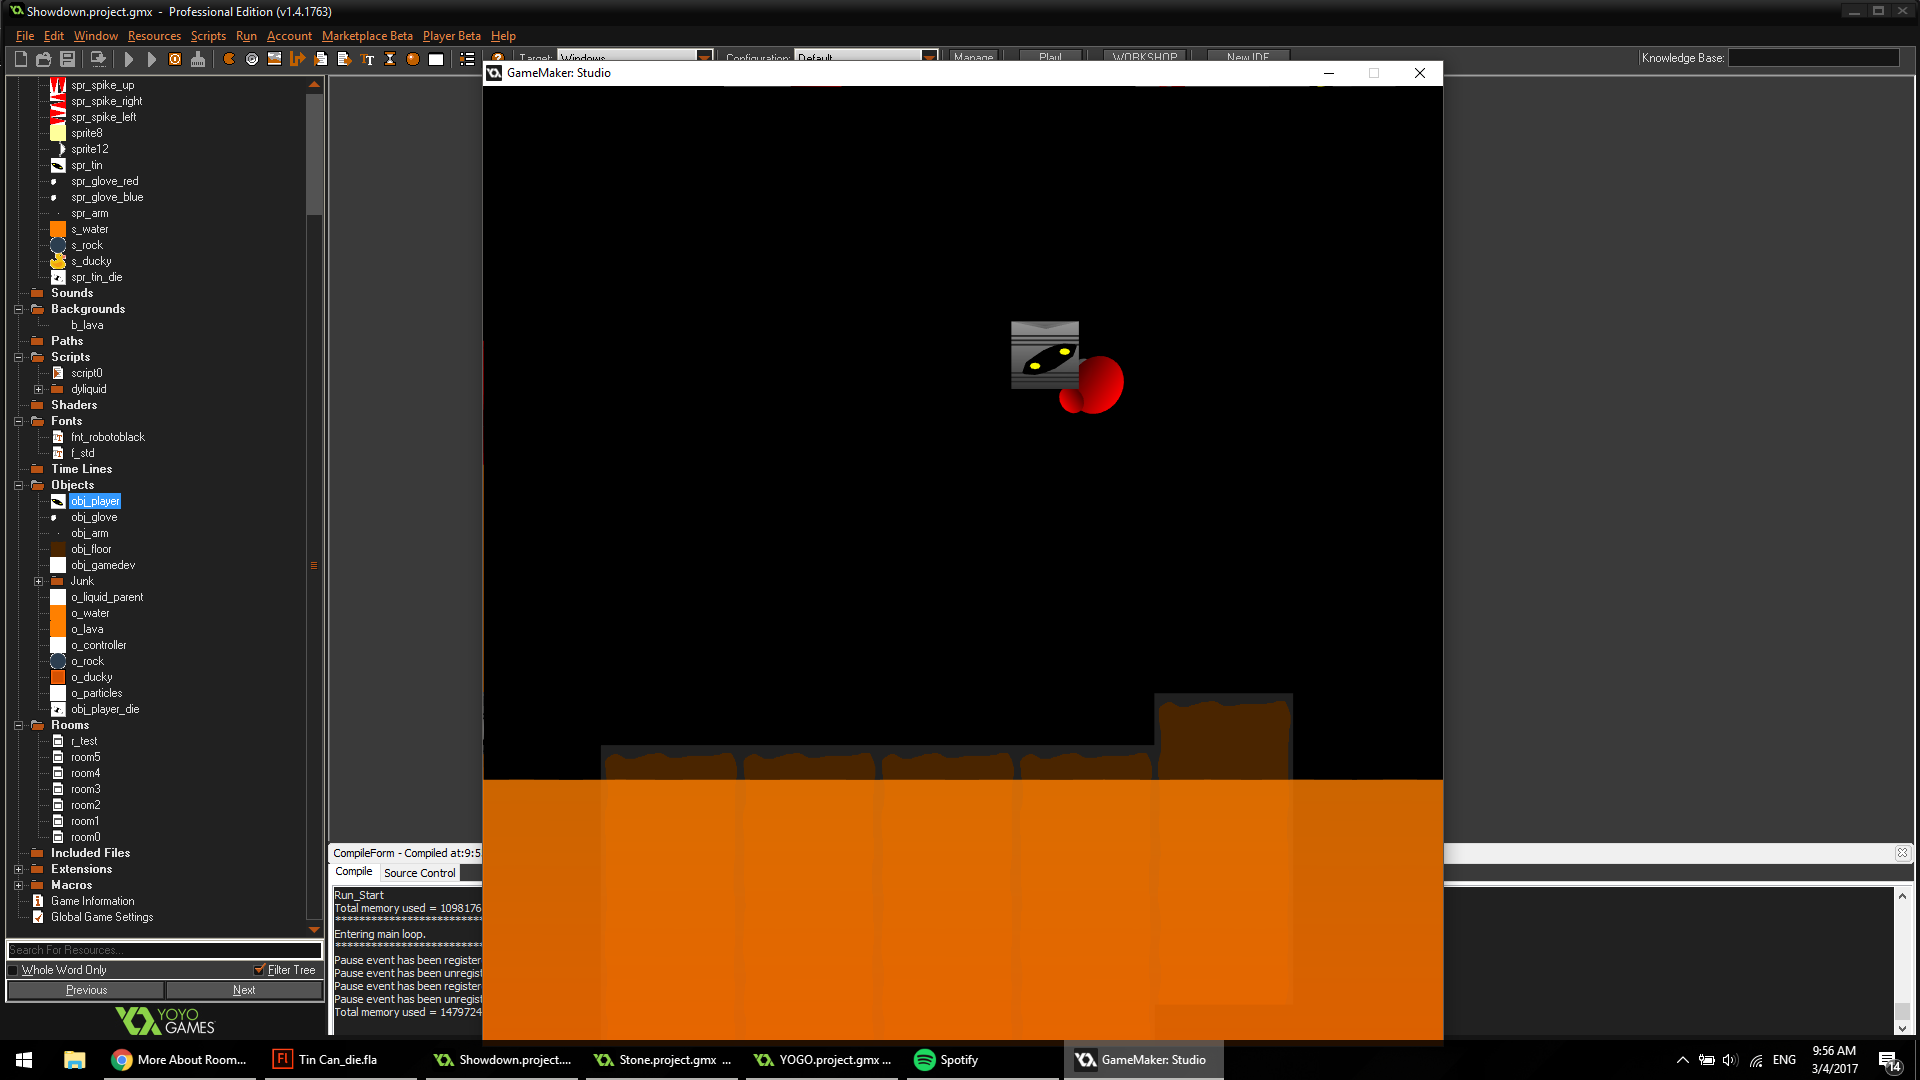 Showdown.project.gmx - Professional Edition (v1.4.1763)
File Edit Window Resources Scripts Run Account Marketplace Beta Player Beta Help
Target: Windows Configuration: Default Manage Play! WORKSHOP New IDE Knowledge Base:
GameMaker: Studio
spr_spike_up
spr_spike_right
spr_spike_left
sprite8
sprite12
spr_tin
spr_glove_red
spr_glove_blue
spr_arm
s_water
s_rock
s_ducky
spr_tin_die
Sounds
Backgrounds
b_lava
Paths
Scripts
script0
dyliquid
Shaders
Fonts
fnt_robotoblack
f_std
Time Lines
Objects
obj_player
obj_glove
obj_arm
obj_floor
obj_gamedev
Junk
o_liquid_parent
o_water
o_lava
o_controller
o_rock
o_ducky
o_particles
obj_player_die
Rooms
r_test
room5
room4
room3
room2
room1
room0
Included Files
Extensions
Macros
Game Information
Global Game Settings
Search For Resources...
Whole Word Only Filter Tree
Previous Next
YOYO
GAMES
CompileForm - Compiled at:9:5
Compile Source Control
Run_Start
Total memory used = 1098176
Entering main loop.
Pause event has been register
Pause event has been unregist
Pause event has been register
Pause event has been unregist
Total memory used = 1479724
More About Room... Tin Can_die.fla Showdown.project.... Stone.project.gmx ... YOGO.project.gmx ... Spotify GameMaker: Studio
ENG
9:56 AM
3/4/2017
14